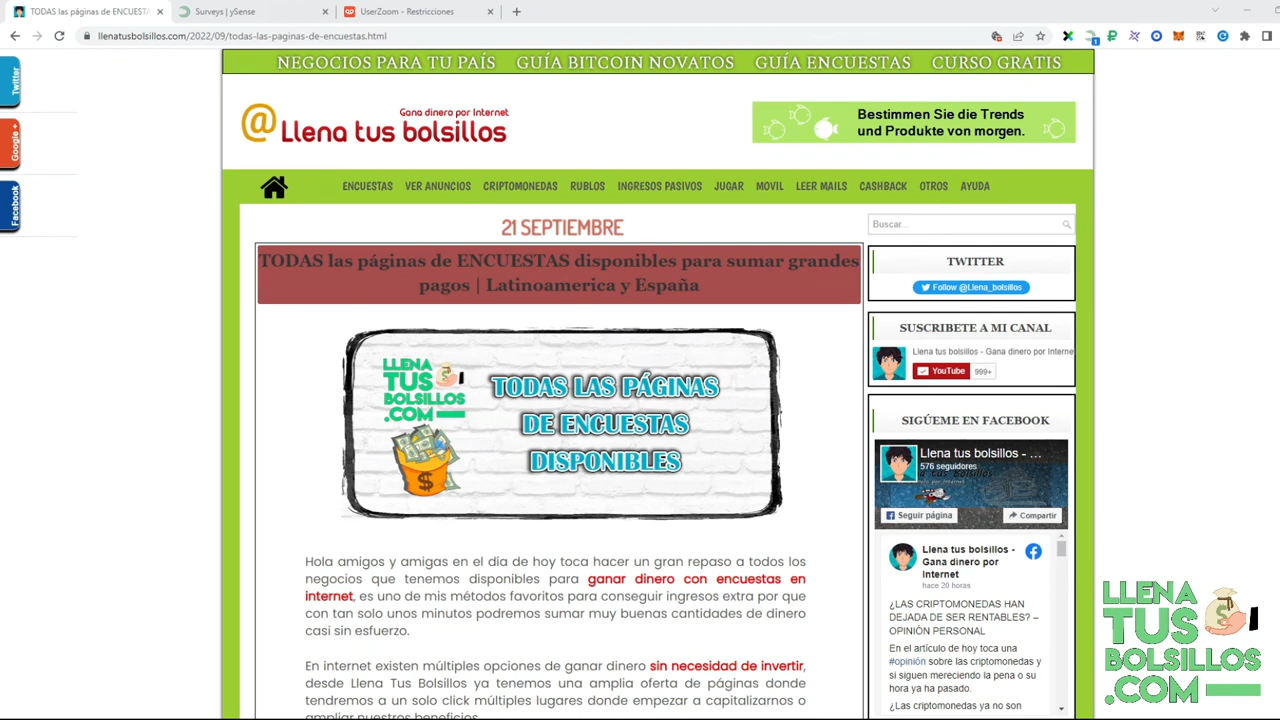 TODAS las páginas de ENCUESTA
Surveys | ySense
UserZoom - Restricciones
llenatusbolsillos.com/2022/09/todas-las-paginas-de-encuestas.html
Twitter
Google +
Facebook
NEGOCIOS PARA TU PAÍS GUÍA BITCOIN NOVATOS GUÍA ENCUESTAS CURSO GRATIS
Gana dinero por Internet
@Llena tus bolsillos
Bestimmen Sie die Trends
und Produkte von morgen.
ENCUESTAS VER ANUNCIOS CRIPTOMONEDAS RUBLOS INGRESOS PASIVOS JUGAR MOVIL LEER MAILS CASHBACK OTROS AYUDA
21 SEPTIEMBRE
TODAS las páginas de ENCUESTAS disponibles para sumar grandes
pagos | Latinoamerica y España
LLENA
TUS
BOLSILLOS
.COM
TODAS LAS PÁGINAS
DE ENCUESTAS
DISPONIBLES
Hola amigos y amigas en el día de hoy toca hacer un gran repaso a todos los
negocios que tenemos disponibles para ganar dinero con encuestas en
internet, es uno de mis métodos favoritos para conseguir ingresos extra por que
con tan solo unos minutos podremos sumar muy buenas cantidades de dinero
casi sin esfuerzo.
En internet existen múltiples opciones de ganar dinero sin necesidad de invertir,
desde Llena Tus Bolsillos ya tenemos una amplia oferta de páginas donde
tendremos a un solo click múltiples lugares donde empezar a capitalizarnos o
ampliar nuestros beneficios.
Buscar...
TWITTER
Follow @Llena_bolsillos
SUSCRIBETE A MI CANAL
Llena tus bolsillos - Gana dinero por Interne
YouTube 999+
SIGÚEME EN FACEBOOK
Llena tus bolsillos - ...
576 seguidores
Seguir página
Compartir
Llena tus bolsillos -
Gana dinero por
Internet
hace 20 horas
¿LAS CRIPTOMONEDAS HAN
DEJADA DE SER RENTABLES? –
OPINIÓN PERSONAL
En el artículo de hoy toca una
#opinión sobre las criptomonedas y
si siguen mereciendo la pena o su
hora ya ha pasado.
¿Las criptomonedas ya no son
LLENA
TUS
BOLSILLOS
.COM